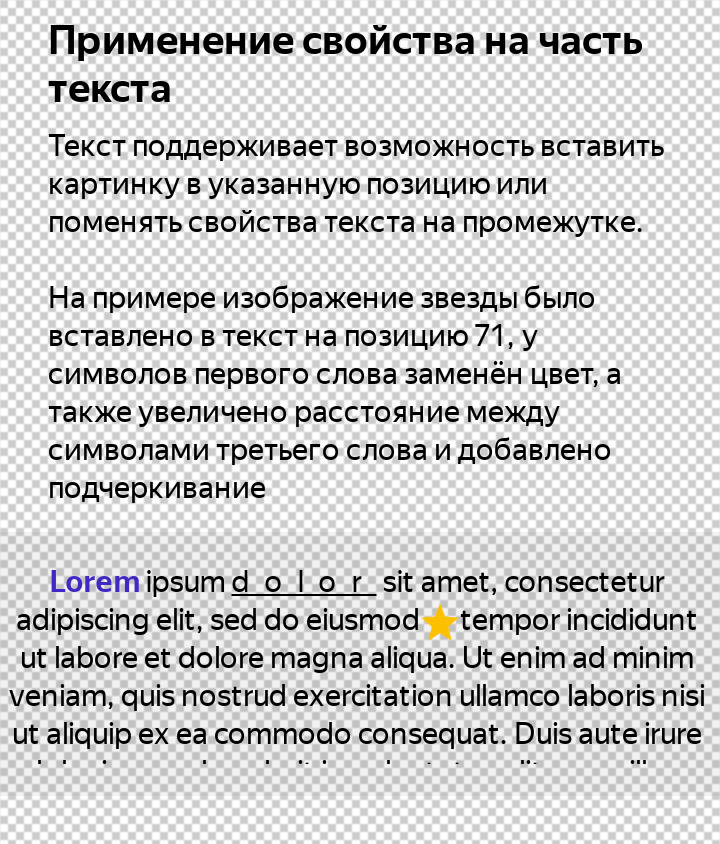 Применение свойства на часть
текста
Текст поддерживает возможность вставить
картинку в указанную позицию или
поменять свойства текста на промежутке.
На примере изображение звезды было
вставлено в текст на позицию 71, у
символов первого слова заменён цвет, а
также увеличено расстояние между
символами третьего слова и добавлено
подчеркивание
Lorem ipsum d o l o r sit amet, consectetur
adipiscing elit, sed do eiusmod tempor incididunt
ut labore et dolore magna aliqua. Ut enim ad minim
veniam, quis nostrud exercitation ullamco laboris nisi
ut aliquip ex ea commodo consequat. Duis aute irure